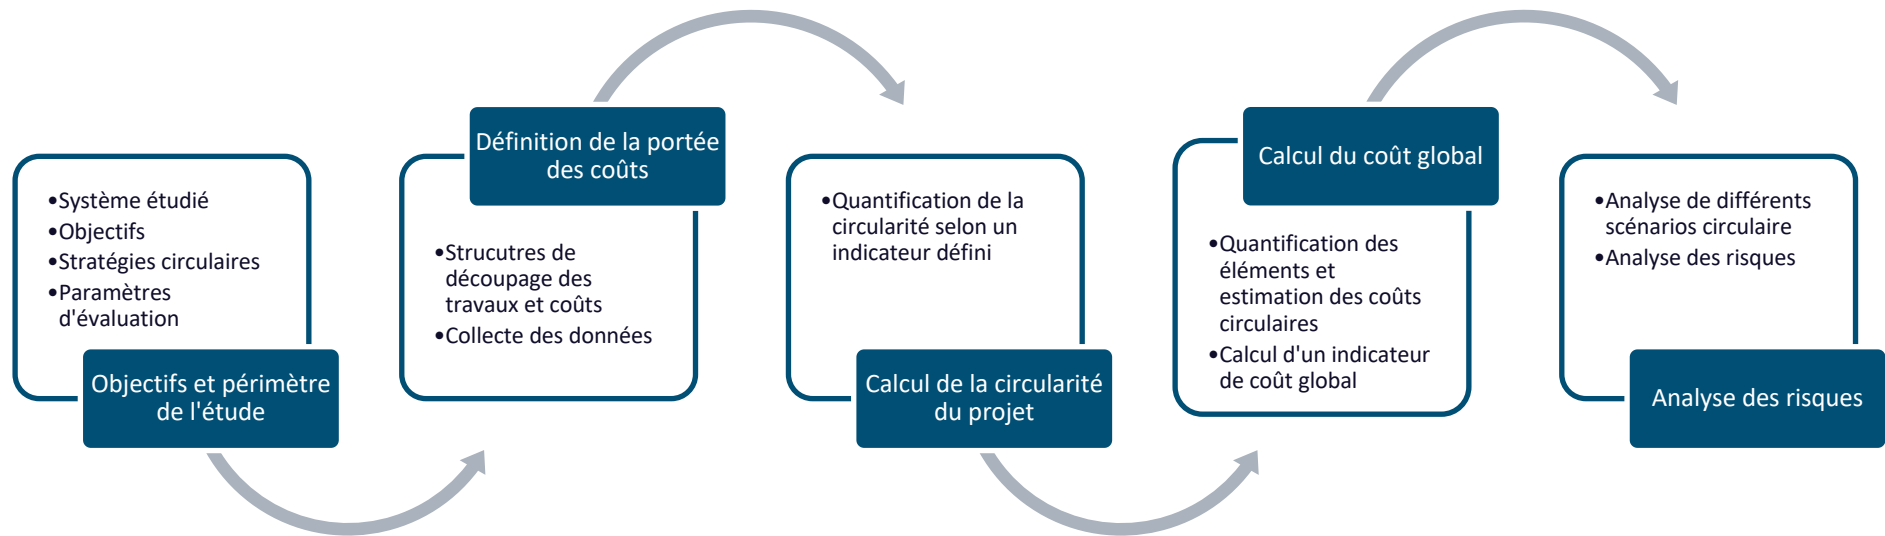 •Système étudié
•Objectifs
•Stratégies circulaires
•Paramètres
d'évaluation
Objectifs et périmètre
de l'étude
Définition de la portée
des coûts
•Strucutres de
découpage des
travaux et coûts
•Collecte des données
•Quantification de la
circularité selon un
indicateur défini
Calcul de la circularité
du projet
Calcul du coût global
•Quantification des
éléments et
estimation des coûts
circulaires
•Calcul d'un indicateur
de coût global
•Analyse de différents
scénarios circulaire
•Analyse des risques
Analyse des risques